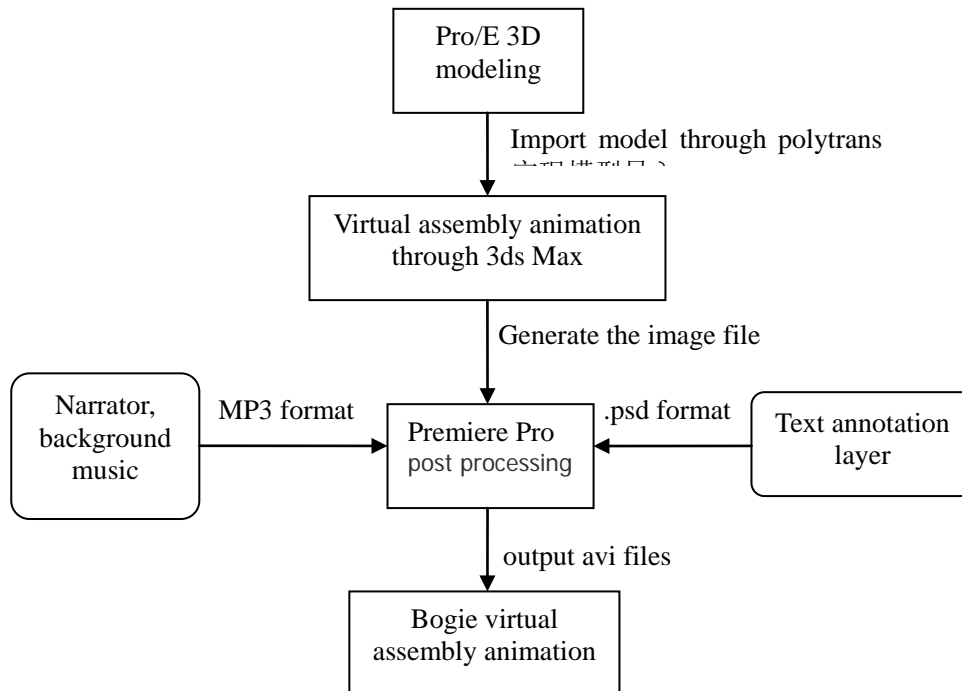 Pro/E 3D
modeling
Import model through polytrans
Virtual assembly animation
through 3ds Max
Generate the image file
Narrator,
background
music
MP3 format
Premiere Pro
post processing
.psd format
Text annotation
layer
output avi files
Bogie virtual
assembly animation